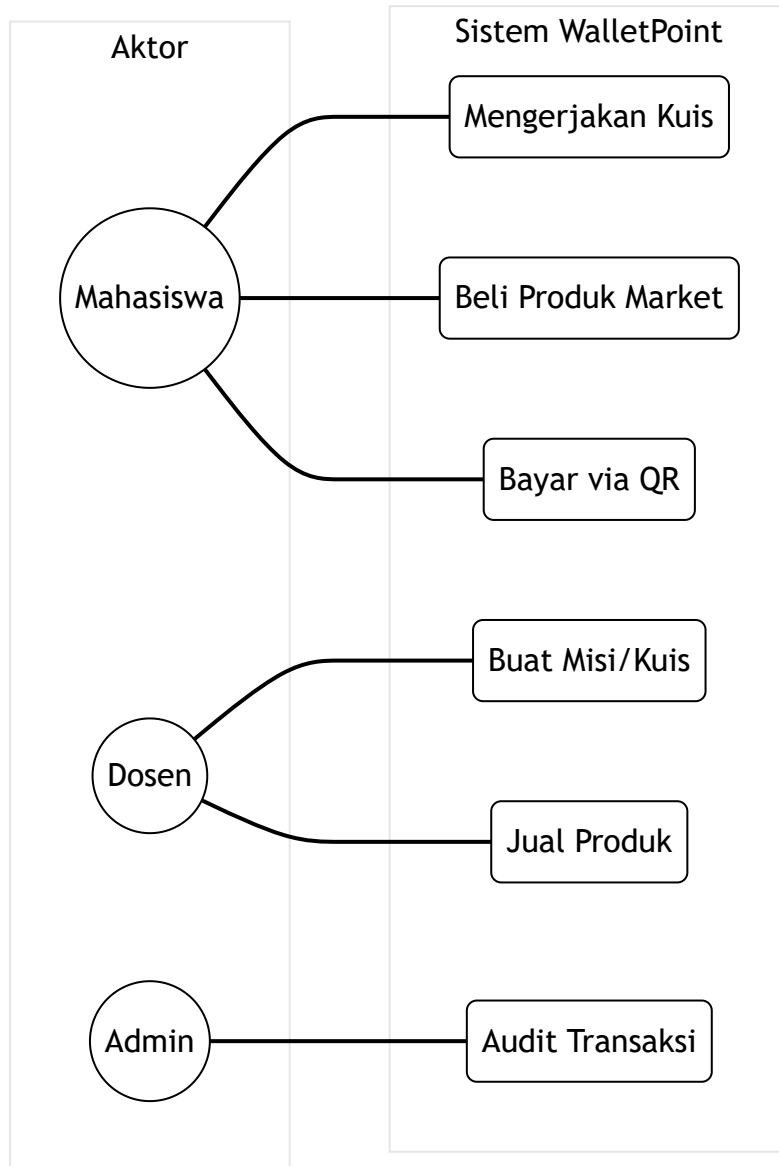 Aktor
Sistem WalletPoint
Mahasiswa
Mengerjakan Kuis
Beli Produk Market
Bayar via QR
Dosen
Buat Misi/Kuis
Jual Produk
Admin
Audit Transaksi